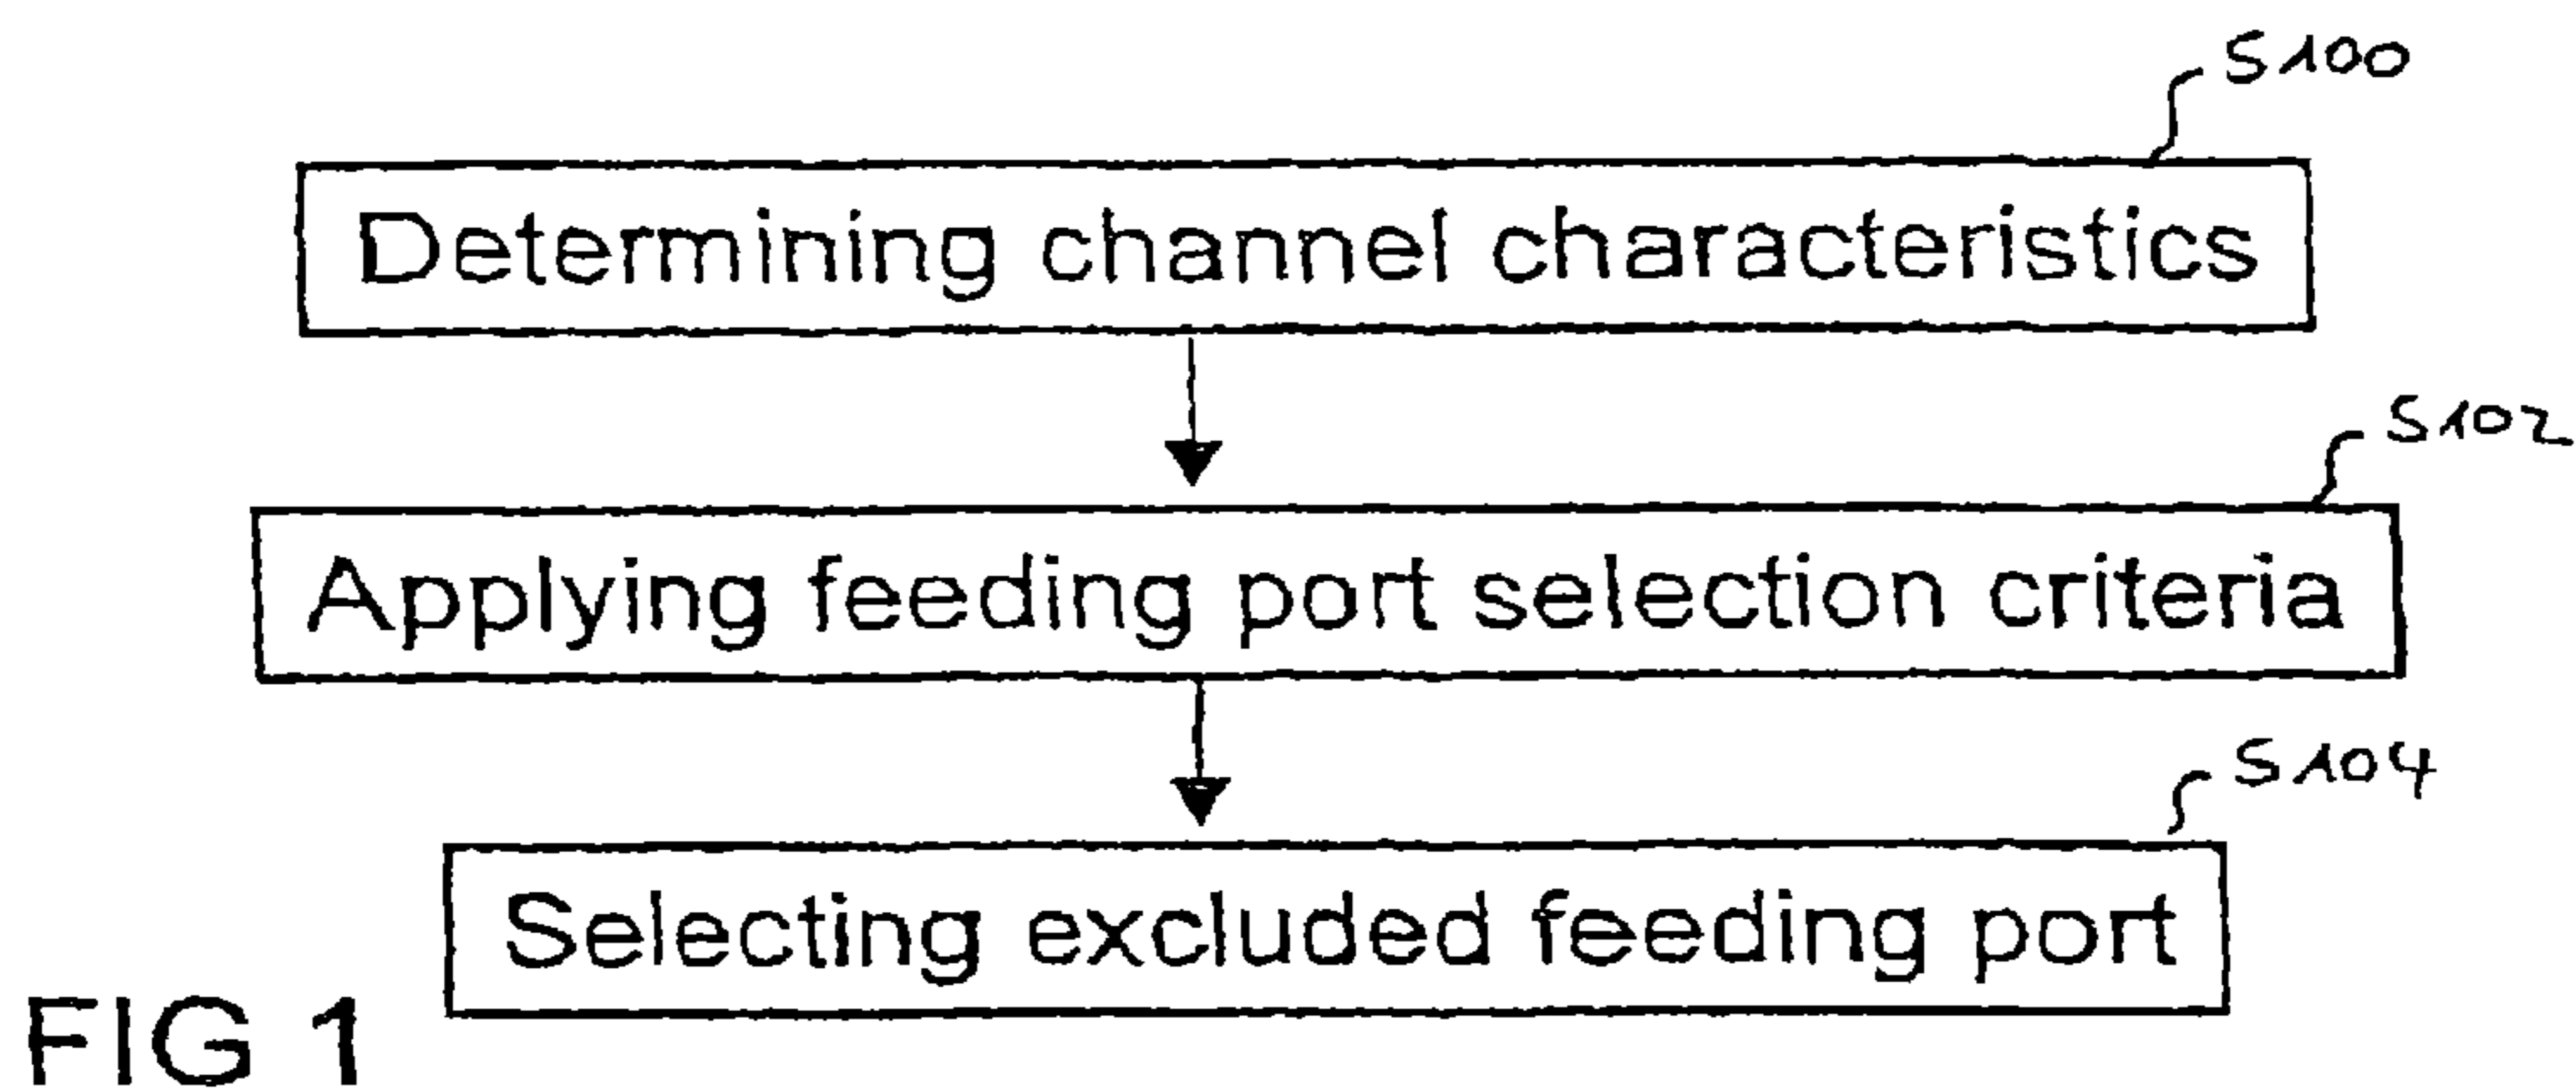 S100
Determining channel characteristics
S102
Applying feeding port selection criteria
S104
Selecting excluded feeding port
FIG 1